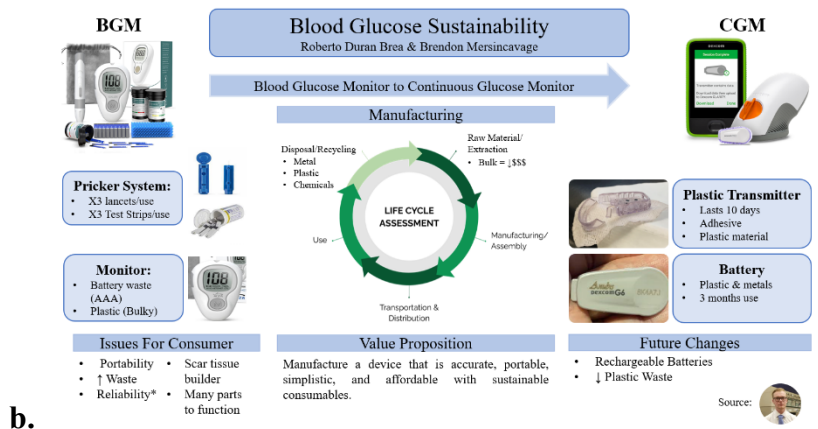 BGM
Blood Glucose Sustainability
Roberto Duran Brea & Brendon Mersincavage
CGM
Blood Glucose Monitor to Continuous Glucose Monitor
Manufacturing
108
DEXCOM
Disposal/Recycling
• Metal
• Plastic
• Chemicals
Raw Material/
Extraction
• Bulk = ↓$$$
LIFE CYCLE
ASSESSMENT
Use
Manufacturing/
Assembly
Transportation &
Distribution
Pricker System:
• X3 lancets/use
• X3 Test Strips/use
Monitor:
• Battery waste
(AAA)
• Plastic (Bulky)
108
Plastic Transmitter
• Lasts 10 days
• Adhesive
• Plastic material
DEXCOM G6
Battery
• Plastic & metals
• 3 months use
Issues For Consumer
• Portability
• ↑ Waste
• Reliability*
• Scar tissue
builder
• Many parts
to function
Value Proposition
Manufacture a device that is accurate, portable,
simplistic, and affordable with sustainable
consumables.
Future Changes
• Rechargeable Batteries
• ↓ Plastic Waste
Source:
b.